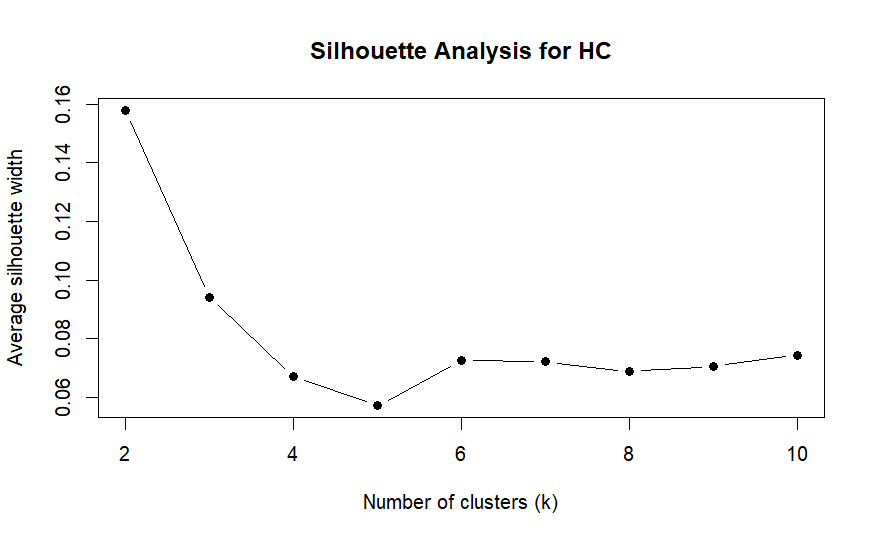 Silhouette Analysis for HC
Average silhouette width
0.16
0.14
0.12
0.10
0.08
0.06
2 4 6 8 10
Number of clusters (k)